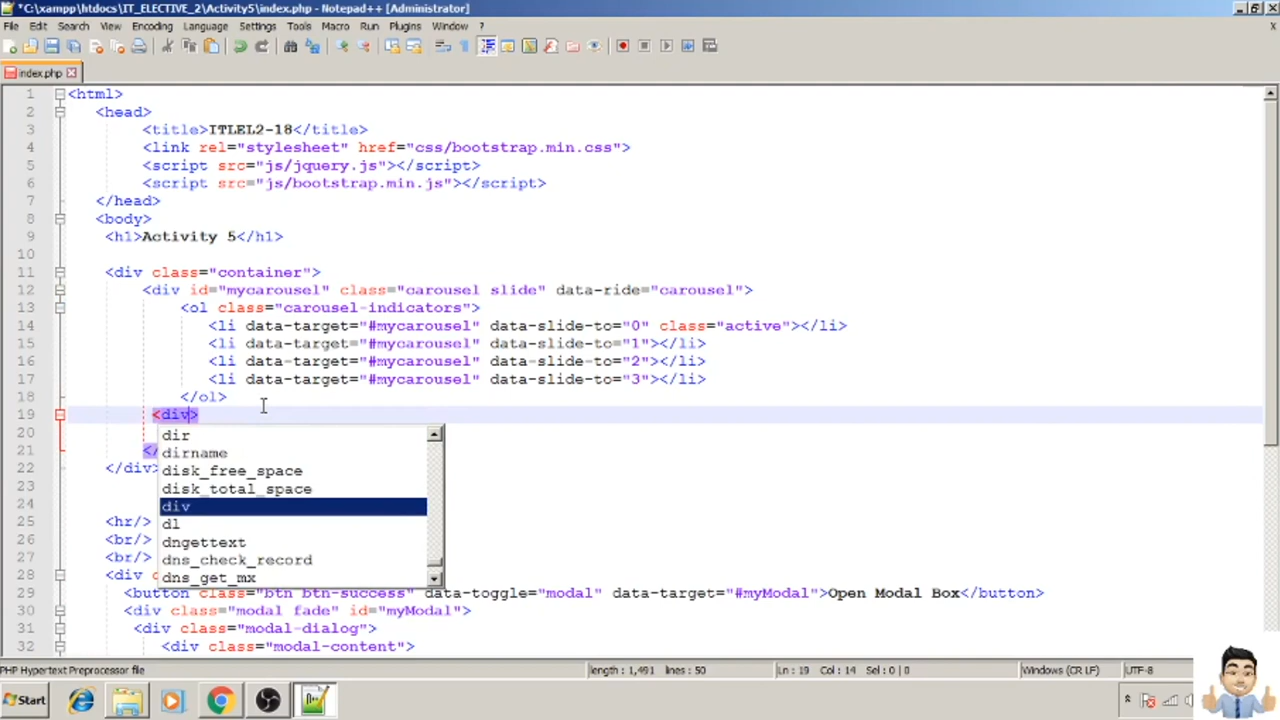 *C:\xampp\htdocs\IT_ELECTIVE_2\Activity5\index.php - Notepad++ [Administrator]
File Edit Search View Encoding Language Settings Tools Macro Run Plugins Window ?
X
index.php
1 <html>
2 <head>
3 <title>ITLEL2-18</title>
4 <link rel="stylesheet" href="css/bootstrap.min.css">
5 <script src="js/jquery.js"></script>
6 <script src="js/bootstrap.min.js"></script>
7 </head>
8 <body>
9 <h1>Activity 5</h1>
10
11 <div class="container">
12 <div id="mycarousel" class="carousel slide" data-ride="carousel">
13 <ol class="carousel-indicators">
14 <li data-target="#mycarousel" data-slide-to="0" class="active"></li>
15 <li data-target="#mycarousel" data-slide-to="1"></li>
16 <li data-target="#mycarousel" data-slide-to="2"></li>
17 <li data-target="#mycarousel" data-slide-to="3"></li>
18 </ol>
19 <div>
20
21 </
22 </div>
23
24
25 <hr/>
26 <br/>
27 <br/>
28 <div
29 <button class="btn btn-success" data-toggle="modal" data-target="#myModal">Open Modal Box</button>
30 <div class="modal fade" id="myModal">
31 <div class="modal-dialog">
32 <div class="modal-content">
dir
dirname
disk_free_space
disk_total_space
div
dl
dngettext
dns_check_record
dns_get_mx
PHP Hypertext Preprocessor file length : 1,491 lines : 50 Ln : 19 Col : 14 Sel : 0 | 0 Windows (CR LF) UTF-8
Start